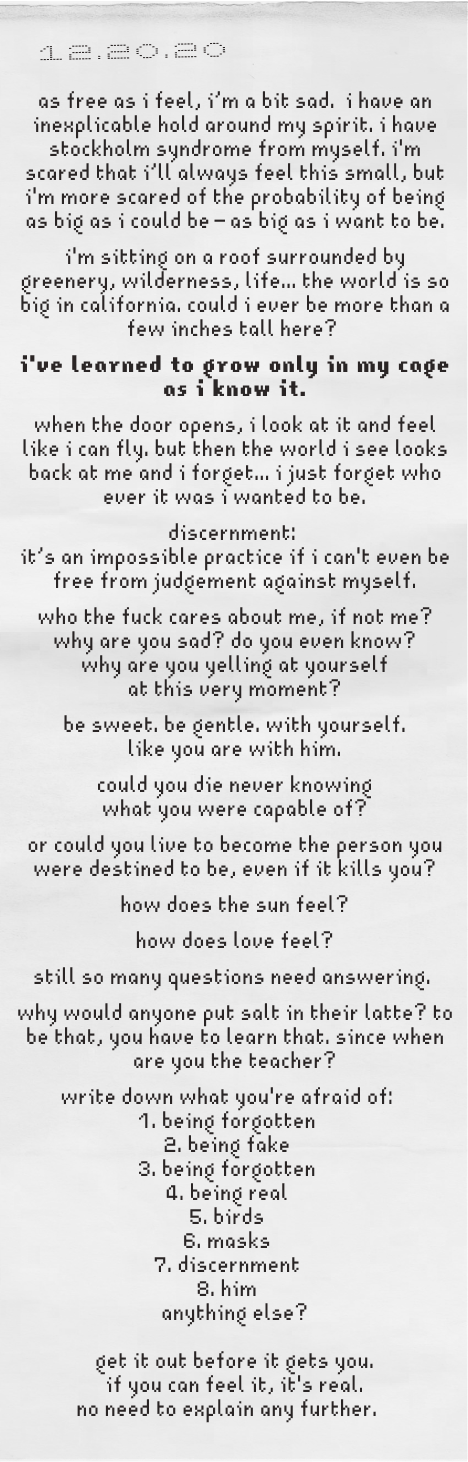 12.20.20
as free as i feel, i'm a bit sad. i have an
inexplicable hold around my spirit. i have
stockholm syndrome from myself. i'm
scared that i'll always feel this small, but
i'm more scared of the probability of being
as big as i could be – as big as i want to be.
i'm sitting on a roof surrounded by
greenery, wilderness, life... the world is so
big in california. could i ever be more than a
few inches tall here?
i've learned to grow only in my cage
as i know it.
when the door opens, i look at it and feel
like i can fly. but then the world i see looks
back at me and i forget... i just forget who
ever it was i wanted to be.
discernment:
it's an impossible practice if i can't even be
free from judgement against myself.
who the fuck cares about me, if not me?
why are you sad? do you even know?
why are you yelling at yourself
at this very moment?
be sweet. be gentle. with yourself.
like you are with him.
could you die never knowing
what you were capable of?
or could you live to become the person you
were destined to be, even if it kills you?
how does the sun feel?
how does love feel?
still so many questions need answering.
why would anyone put salt in their latte? to
be that, you have to learn that. since when
are you the teacher?
write down what you're afraid of:
1. being forgotten
2. being fake
3. being forgotten
4. being real
5. birds
6. masks
7. discernment
8. him
anything else?
get it out before it gets you.
if you can feel it, it's real.
no need to explain any further.